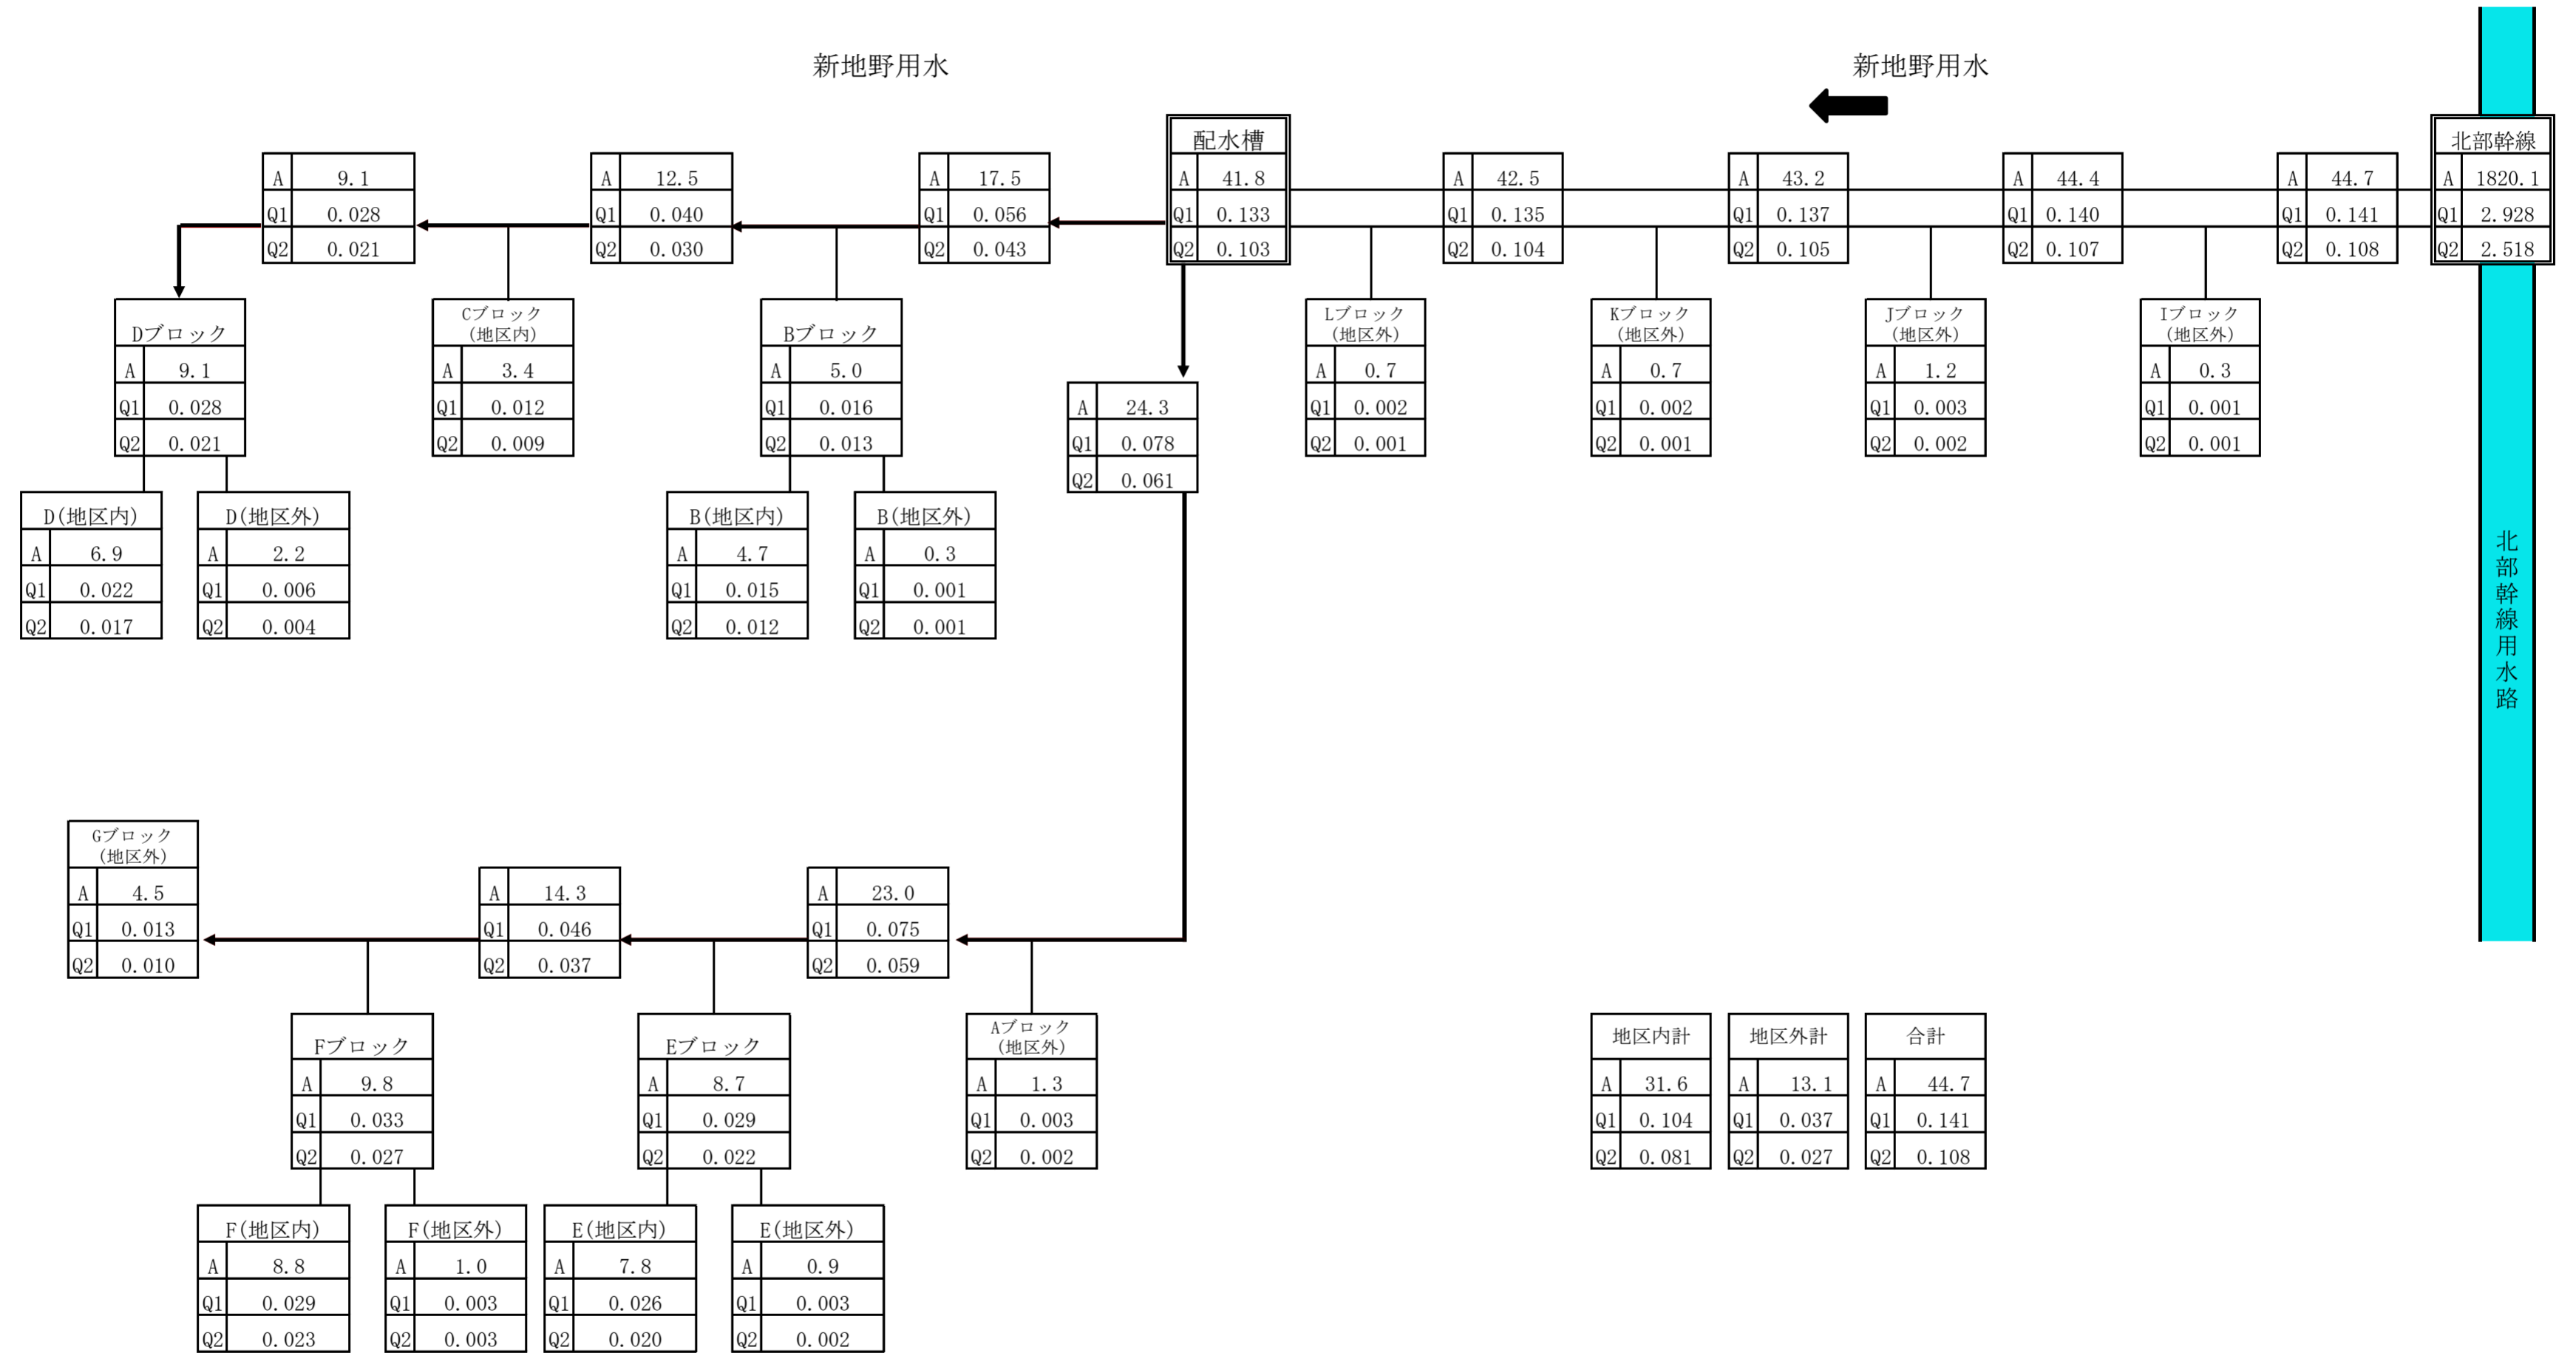 新地野用水
新地野用水
A 9.1
Q1 0.028
Q2 0.021
A 12.5
Q1 0.040
Q2 0.030
A 17.5
Q1 0.056
Q2 0.043
配水槽
A 41.8
Q1 0.133
Q2 0.103
A 42.5
Q1 0.135
Q2 0.104
A 43.2
Q1 0.137
Q2 0.105
A 44.4
Q1 0.140
Q2 0.107
A 44.7
Q1 0.141
Q2 0.108
北部幹線
A 1820.1
Q1 2.928
Q2 2.518
Dブロック
A 9.1
Q1 0.028
Q2 0.021
Cブロック
(地区内)
A 3.4
Q1 0.012
Q2 0.009
Bブロック
A 5.0
Q1 0.016
Q2 0.013
A 24.3
Q1 0.078
Q2 0.061
Lブロック
(地区外)
A 0.7
Q1 0.002
Q2 0.001
Kブロック
(地区外)
A 0.7
Q1 0.002
Q2 0.001
Jブロック
(地区外)
A 1.2
Q1 0.003
Q2 0.002
Iブロック
(地区外)
A 0.3
Q1 0.001
Q2 0.001
D(地区内)
A 6.9
Q1 0.022
Q2 0.017
D(地区外)
A 2.2
Q1 0.006
Q2 0.004
B(地区内)
A 4.7
Q1 0.015
Q2 0.012
B(地区外)
A 0.3
Q1 0.001
Q2 0.001
北部幹線用水路
Gブロック
(地区外)
A 4.5
Q1 0.013
Q2 0.010
A 14.3
Q1 0.046
Q2 0.037
A 23.0
Q1 0.075
Q2 0.059
Fブロック
A 9.8
Q1 0.033
Q2 0.027
Eブロック
A 8.7
Q1 0.029
Q2 0.022
Aブロック
(地区外)
A 1.3
Q1 0.003
Q2 0.002
地区内計
A 31.6
Q1 0.104
Q2 0.081
地区外計
A 13.1
Q1 0.037
Q2 0.027
合計
A 44.7
Q1 0.141
Q2 0.108
F(地区内)
A 8.8
Q1 0.029
Q2 0.023
F(地区外)
A 1.0
Q1 0.003
Q2 0.003
E(地区内)
A 7.8
Q1 0.026
Q2 0.020
E(地区外)
A 0.9
Q1 0.003
Q2 0.002